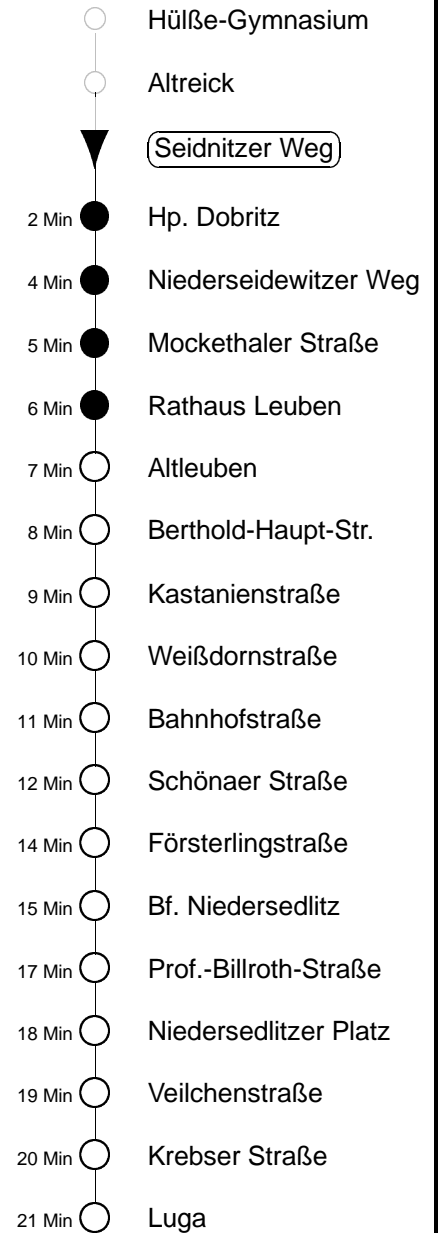 Hülße-Gymnasium
Altreick
Seidnitzer Weg
2 Min Hp. Dobritz
4 Min Niederseidewitzer Weg
5 Min Mockethaler Straße
6 Min Rathaus Leuben
7 Min Altleuben
8 Min Berthold-Haupt-Str.
9 Min Kastanienstraße
10 Min Weißdornstraße
11 Min Bahnhofstraße
12 Min Schönaer Straße
14 Min Försterlingstraße
15 Min Bf. Niedersedlitz
17 Min Prof.-Billroth-Straße
18 Min Niedersedlitzer Platz
19 Min Veilchenstraße
20 Min Krebser Straße
21 Min Luga